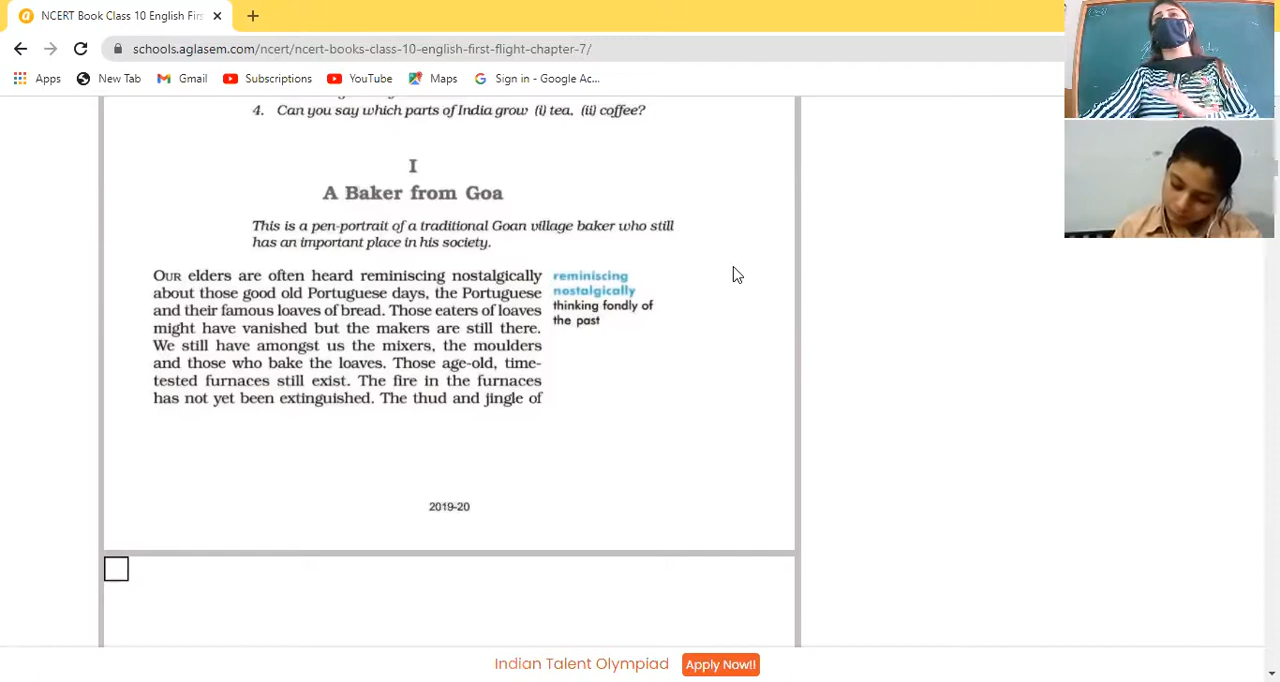 NCERT Book Class 10 English Firs
schools.aglasem.com/ncert/ncert-books-class-10-english-first-flight-chapter-7/
Apps New Tab Gmail Subscriptions YouTube Maps Sign in - Google Ac...
4. Can you say which parts of India grow (i) tea, (ii) coffee?
I
A Baker from Goa
This is a pen-portrait of a traditional Goan village baker who still
has an important place in his society.
OUR elders are often heard reminiscing nostalgically
about those good old Portuguese days, the Portuguese
and their famous loaves of bread. Those eaters of loaves
might have vanished but the makers are still there.
We still have amongst us the mixers, the moulders
and those who bake the loaves. Those age-old, time-
tested furnaces still exist. The fire in the furnaces
has not yet been extinguished. The thud and jingle of
reminiscing
nostalgically
thinking fondly of
the past
2019-20
Indian Talent Olympiad Apply Now!!